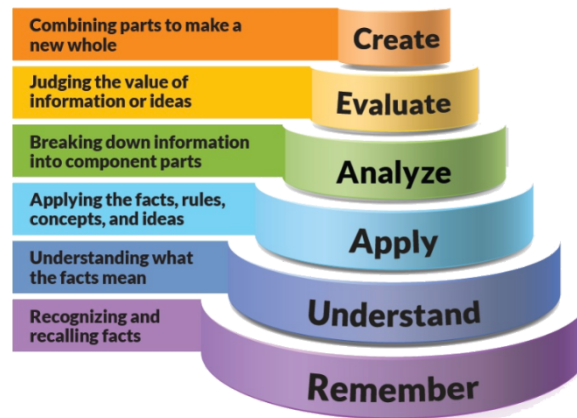 Combining parts to make a
new whole
Create
Judging the value of
information or ideas
Evaluate
Breaking down information
into component parts
Analyze
Applying the facts, rules,
concepts, and ideas
Apply
Understanding what
the facts mean
Understand
Recognizing and
recalling facts
Remember